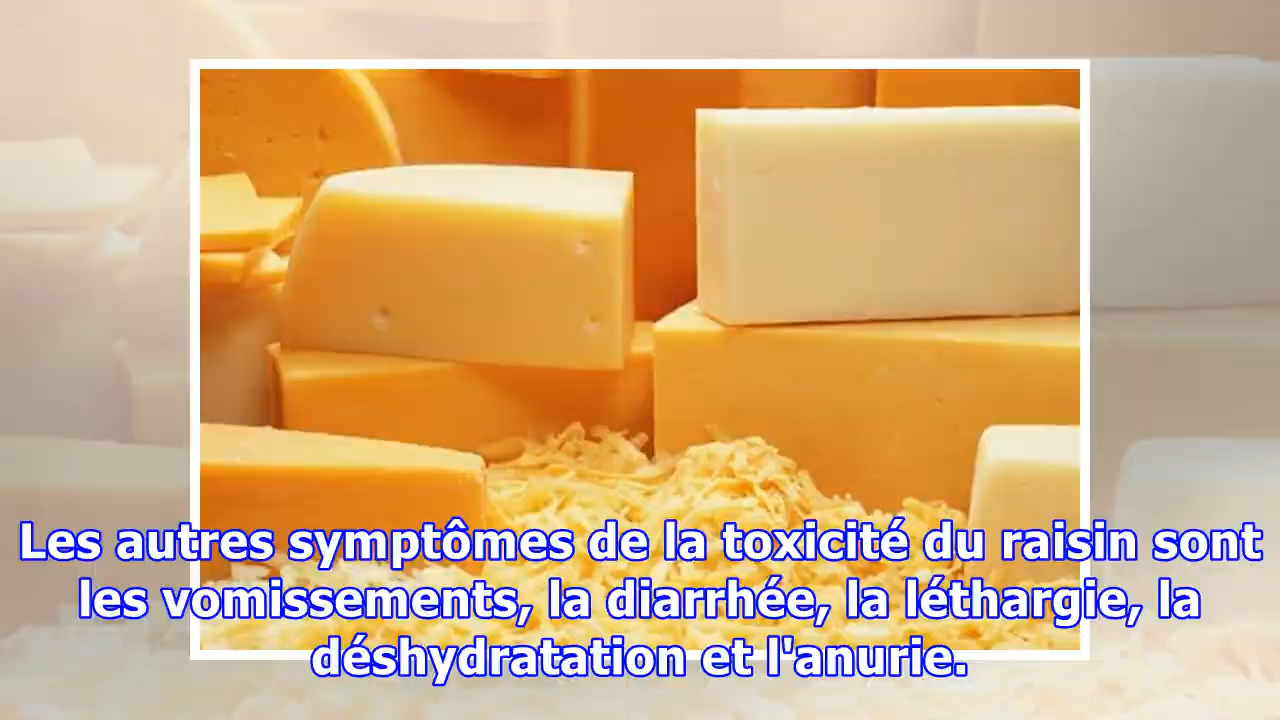 Les autres symptômes de la toxicité du raisin sont
les vomissements, la diarrhée, la léthargie, la
déshydratation et l'anurie.